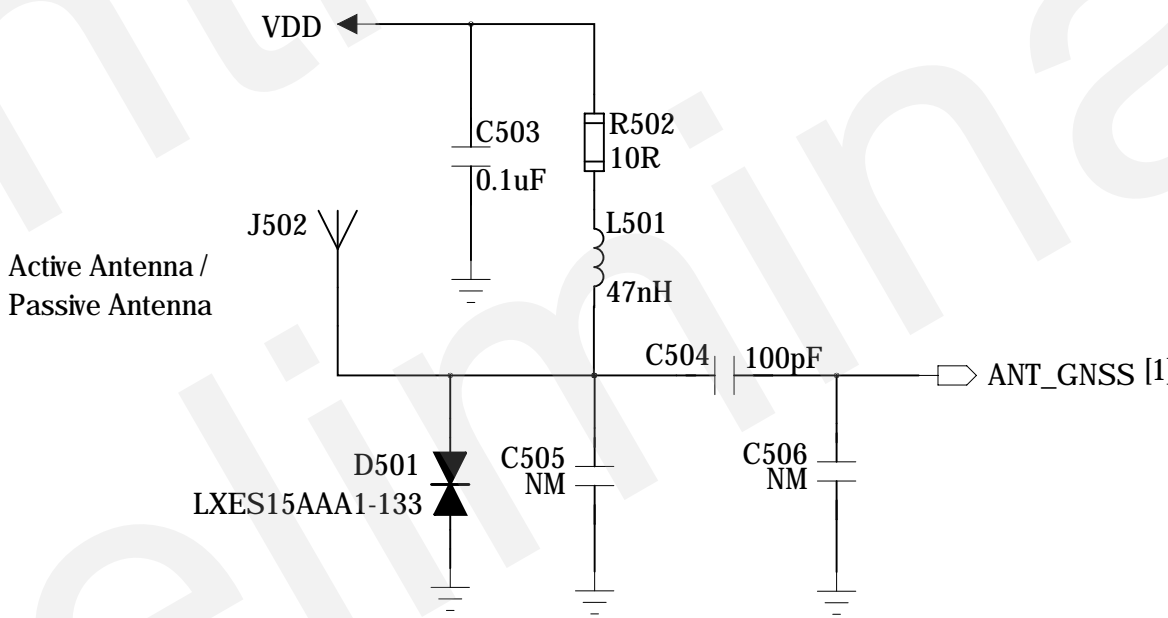 VDD
C503
0.1uF
R502
10R
J502
L501
47nH
Active Antenna /
Passive Antenna
C504
100pF
ANT_GNSS [1]
D501
LXES15AAA1-133
C505
NM
C506
NM